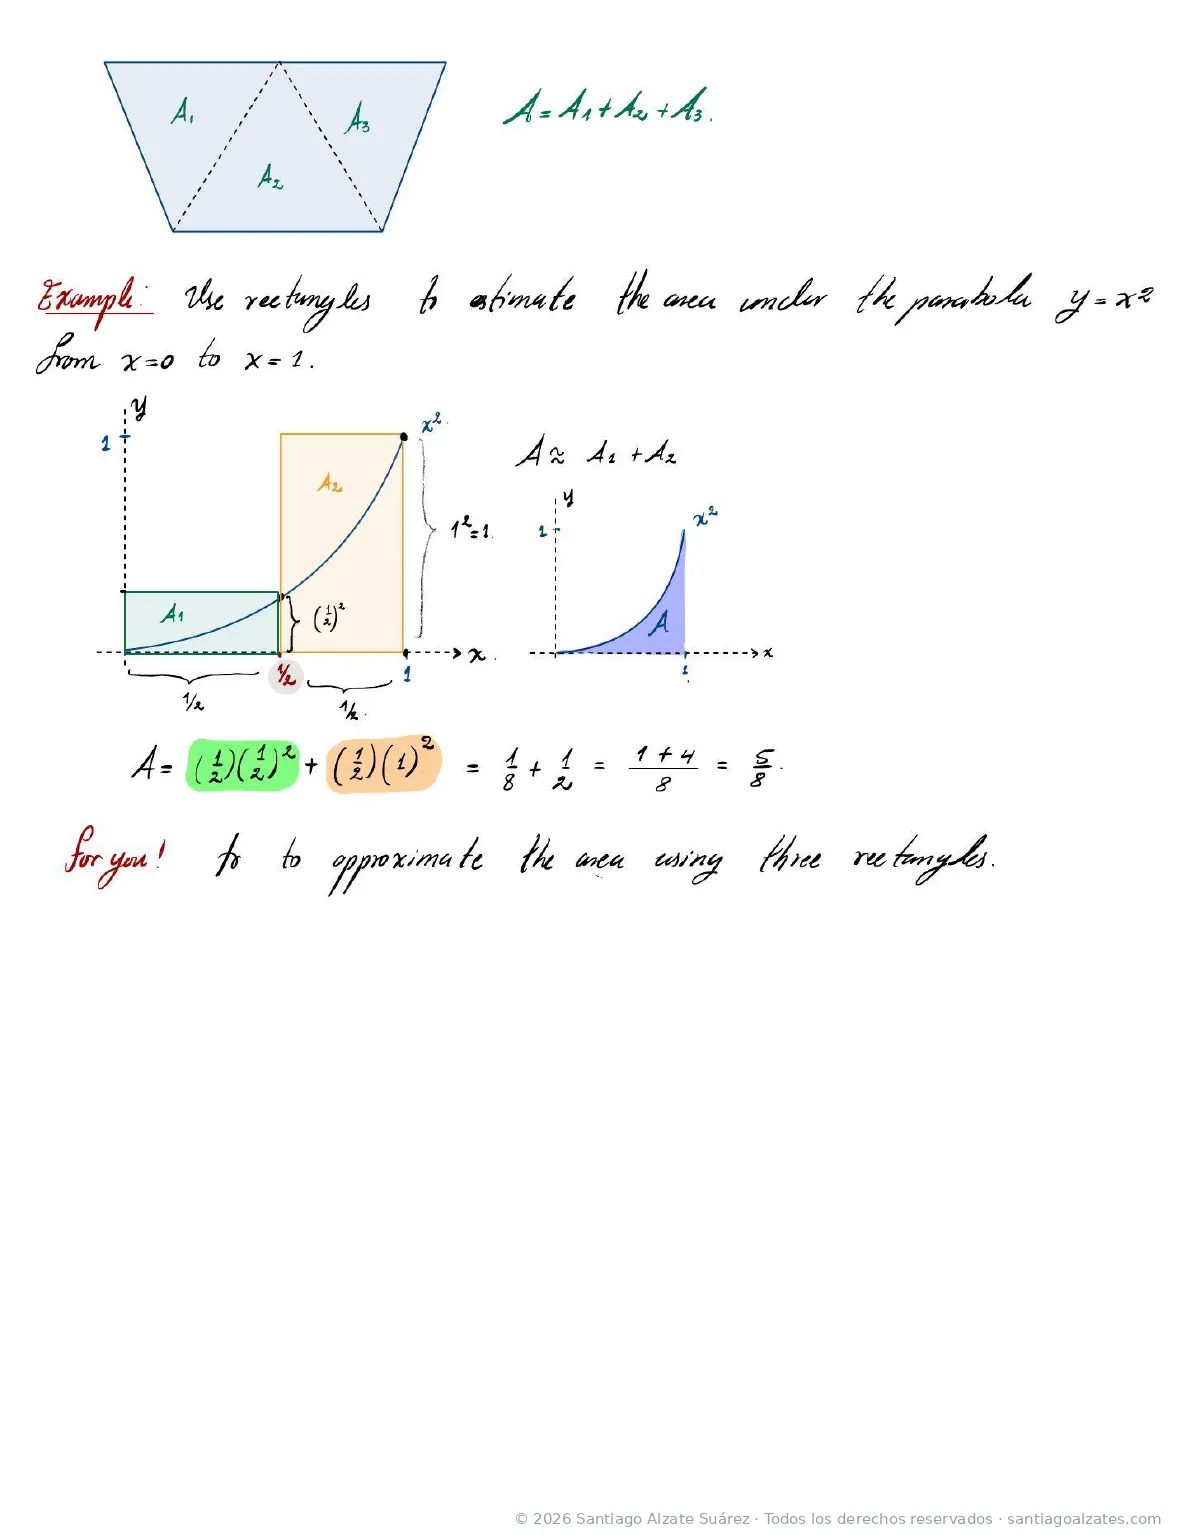 A₁
A₃
A₂
A = A₁ + A₂ + A₃.
Example: Use rectangles to estimate the area under the parabola y = x²
from x=0 to x = 1.
y
1
x².
A₂
A ≈ A₁ + A₂
1² = 1.
A₁
(1/2)²
x.
1/2
1
1/2
1/2.
y
1
x²
A
x
1
A = (1/2)(1/2)² + (1/2)(1)² = 1/8 + 1/2 = (1+4)/8 = 5/8.
For you! to approximate the area using three rectangles.
© 2026 Santiago Alzate Suárez · Todos los derechos reservados · santiagoalzates.com